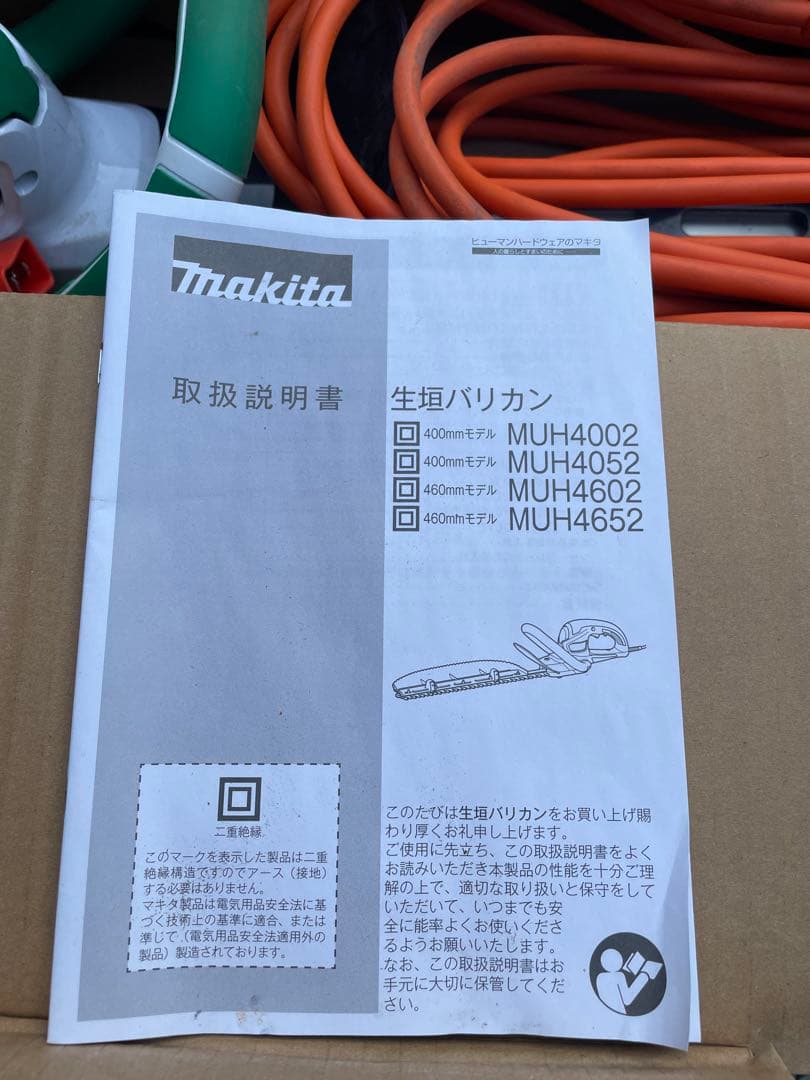 ヒューマンハードウェアのマキタ
人の暮らしとすまいのために
makita
取扱説明書
生垣バリカン
400mmモデル MUH4002
400mmモデル MUH4052
460mmモデル MUH4602
460mmモデル MUH4652
二重絶縁
このマークを表示した製品は二重
絶縁構造ですのでアース（接地）
する必要はありません。
マキタ製品は電気用品安全法に基
づく技術上の基準に適合、または
準じて（電気用品安全法適用外の
製品）製造されております。
このたびは生垣バリカンをお買い上げ賜
わり厚くお礼申し上げます。
ご使用に先立ち、この取扱説明書をよく
お読みいただき本製品の性能を十分ご理
解の上で、適切な取り扱いと保守をして
いただいて、いつまでも安
全に能率よくお使いくださ
るようお願いいたします。
なお、この取扱説明書はお
手元に大切に保管してくだ
さい。